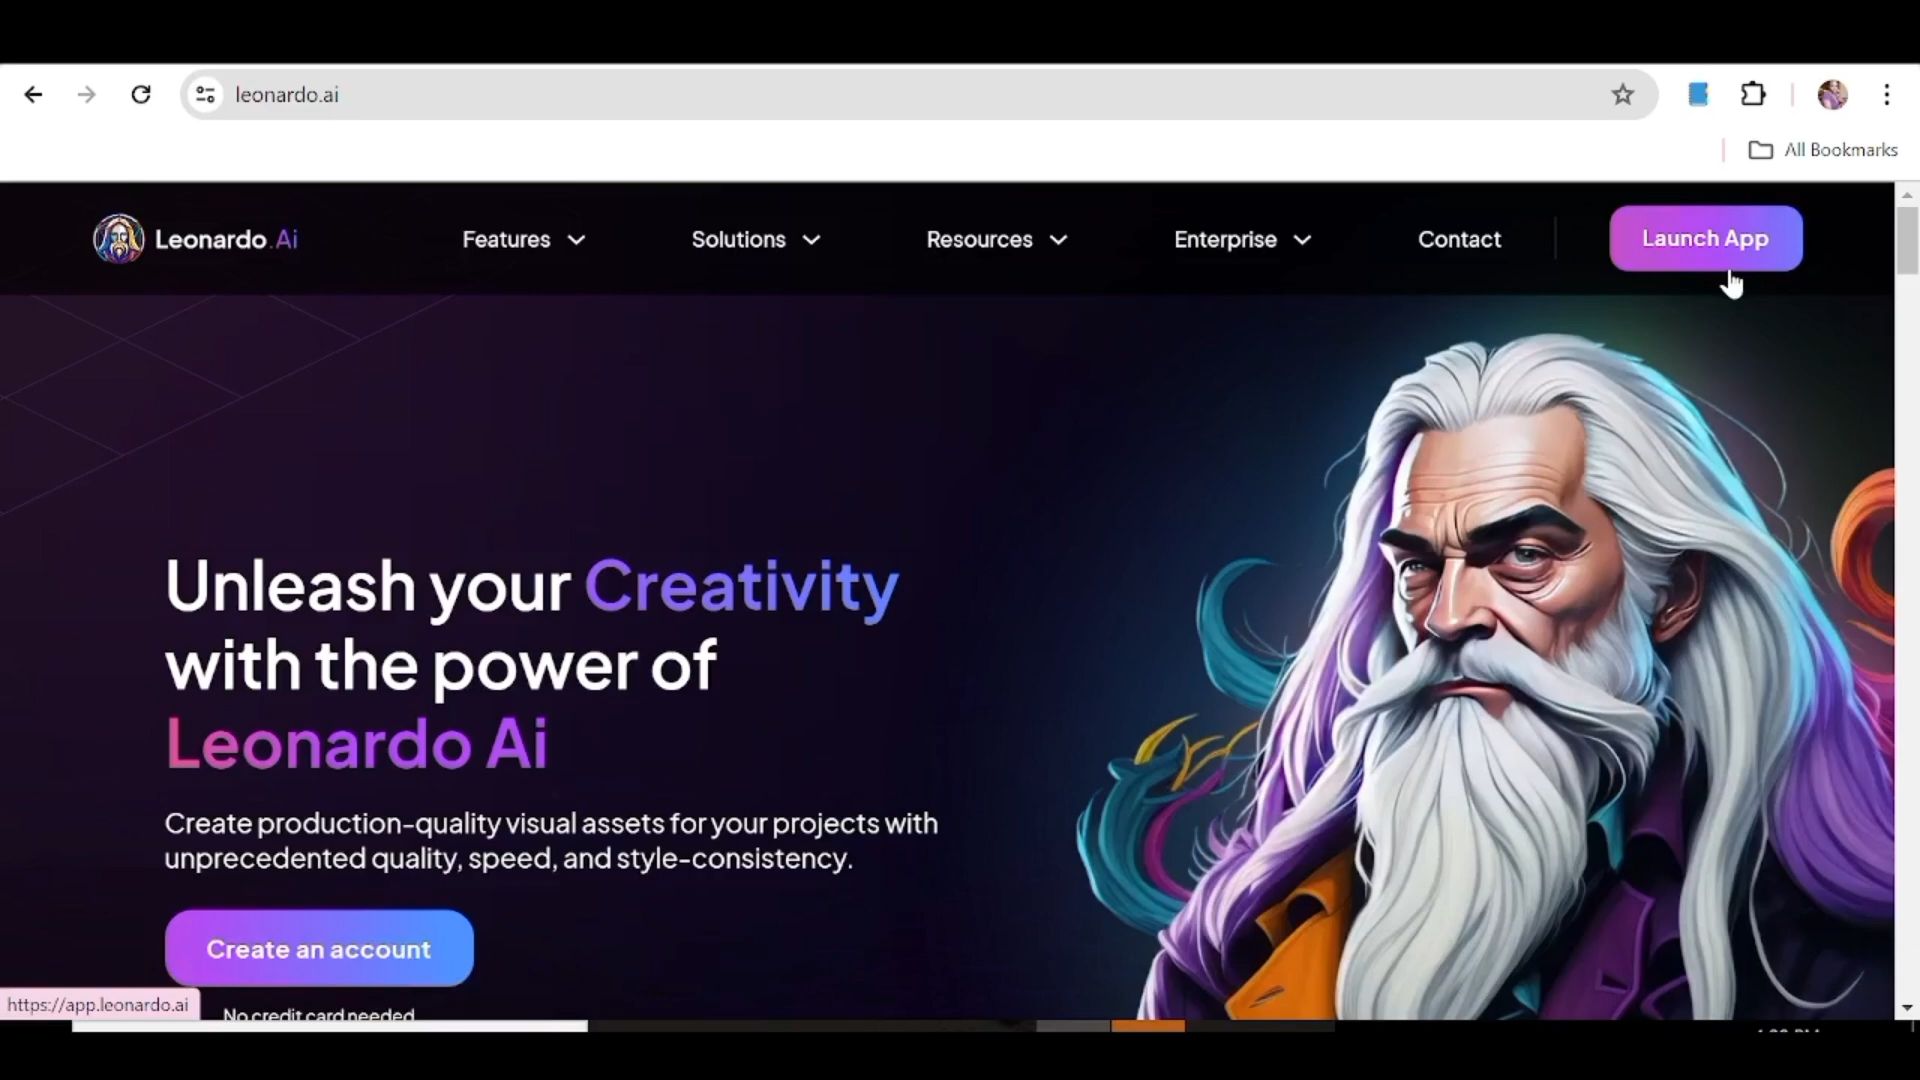 leonardo.ai
All Bookmarks
Leonardo.Ai
Features
Solutions
Resources
Enterprise
Contact
Launch App
Unleash your Creativity
with the power of
Leonardo Ai
Create production-quality visual assets for your projects with
unprecedented quality, speed, and style-consistency.
Create an account
https://app.leonardo.ai
No credit card needed